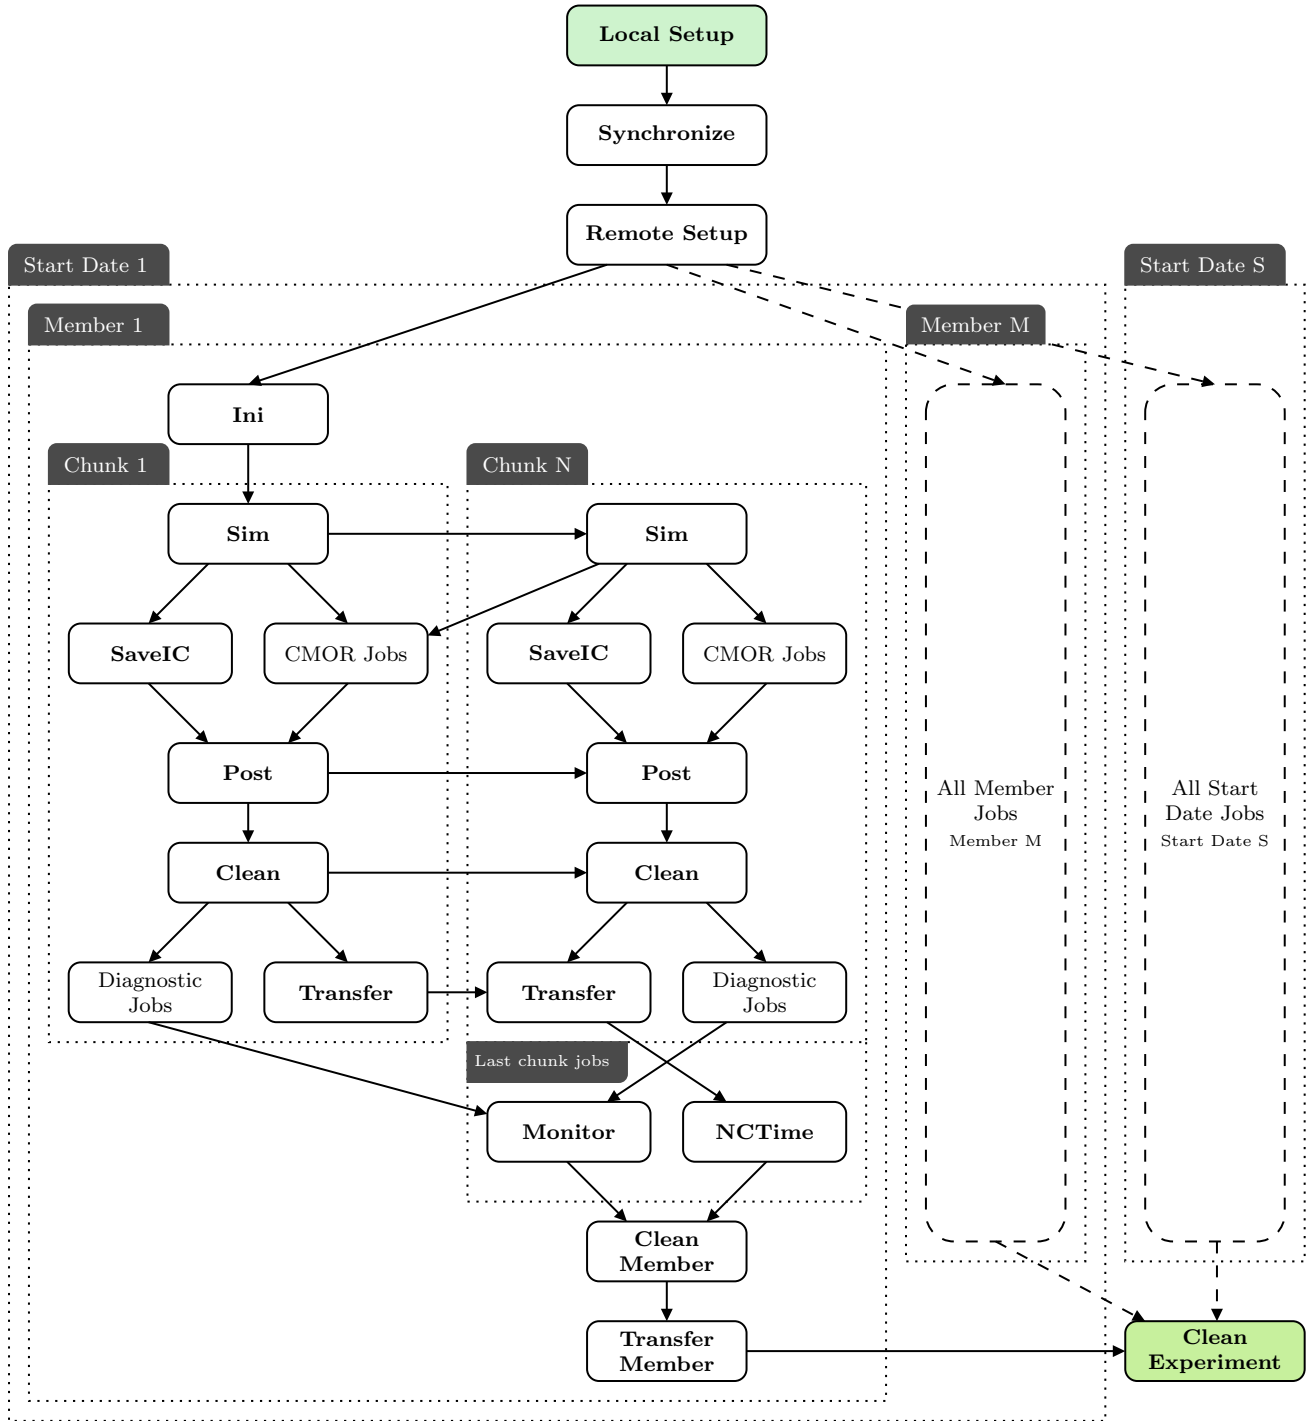 Local Setup
Synchronize
Remote Setup
Start Date 1
Start Date S
Member 1
Member M
Ini
Chunk 1
Chunk N
Sim
Sim
SaveIC
CMOR Jobs
SaveIC
CMOR Jobs
Post
Post
All Member
Jobs
Member M
All Start
Date Jobs
Start Date S
Clean
Clean
Diagnostic
Jobs
Transfer
Transfer
Diagnostic
Jobs
Last chunk jobs
Monitor
NCTime
Clean
Member
Transfer
Member
Clean
Experiment